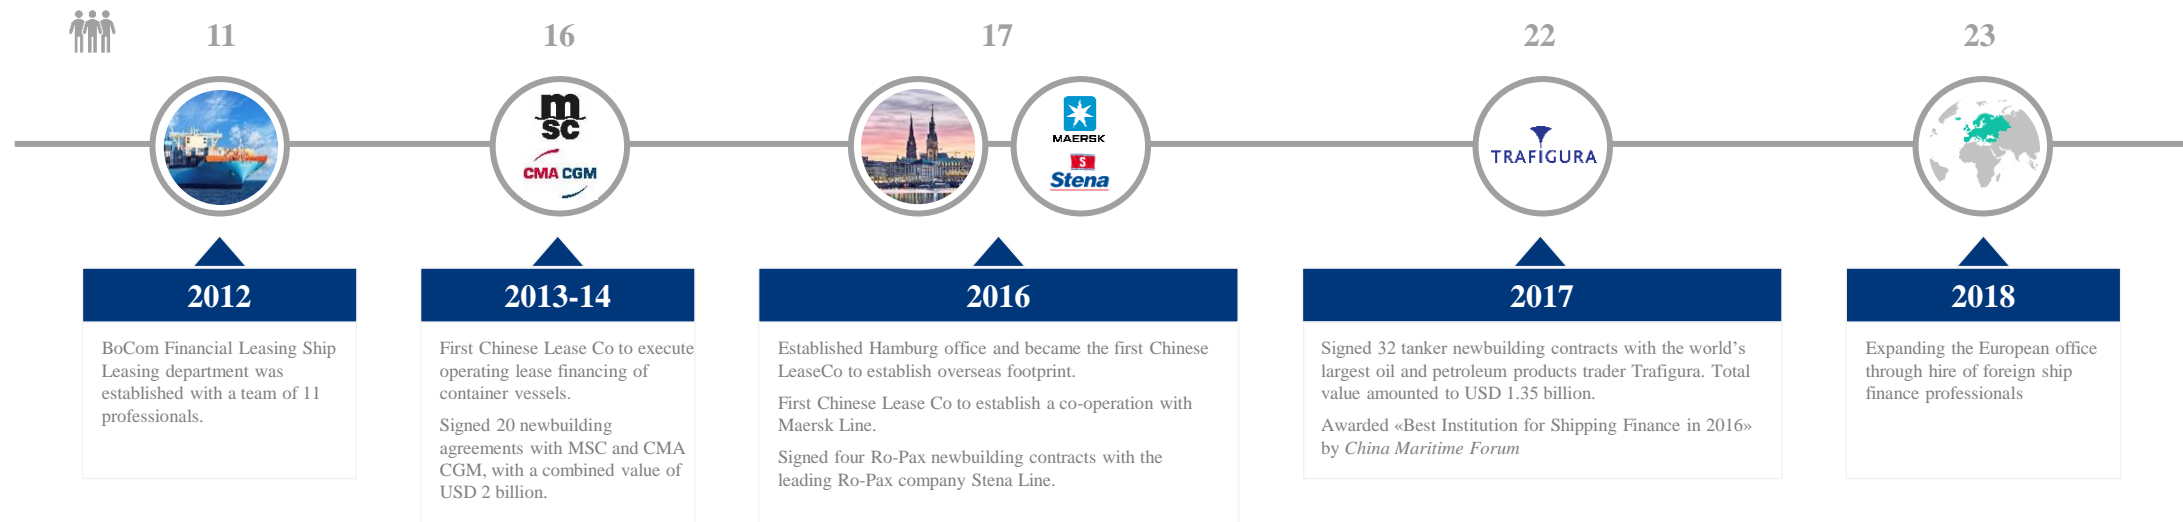 11
16
17
22
23
msc
CMA CGM
MAERSK
S
Stena
TRAFIGURA
2012
BoCom Financial Leasing Ship
Leasing department was
established with a team of 11
professionals.
2013-14
First Chinese Lease Co to execute
operating lease financing of
container vessels.
Signed 20 newbuilding
agreements with MSC and CMA
CGM, with a combined value of
USD 2 billion.
2016
Established Hamburg office and became the first Chinese
LeaseCo to establish overseas footprint.
First Chinese Lease Co to establish a co-operation with
Maersk Line.
Signed four Ro-Pax newbuilding contracts with the
leading Ro-Pax company Stena Line.
2017
Signed 32 tanker newbuilding contracts with the world’s
largest oil and petroleum products trader Trafigura. Total
value amounted to USD 1.35 billion.
Awarded «Best Institution for Shipping Finance in 2016»
by China Maritime Forum
2018
Expanding the European office
through hire of foreign ship
finance professionals